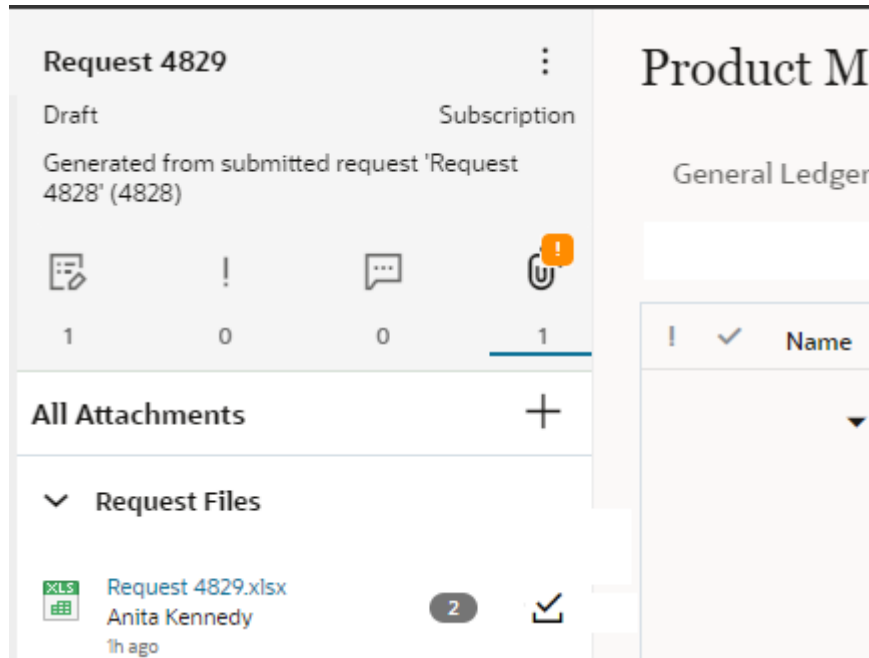 Request 4829
Draft
Subscription
Generated from submitted request 'Request
4828' (4828)
!
!
1
0
0
1
All Attachments
Request Files
XLS
Request 4829.xlsx
Anita Kennedy
1h ago
2
Product M
General Ledger
! Name